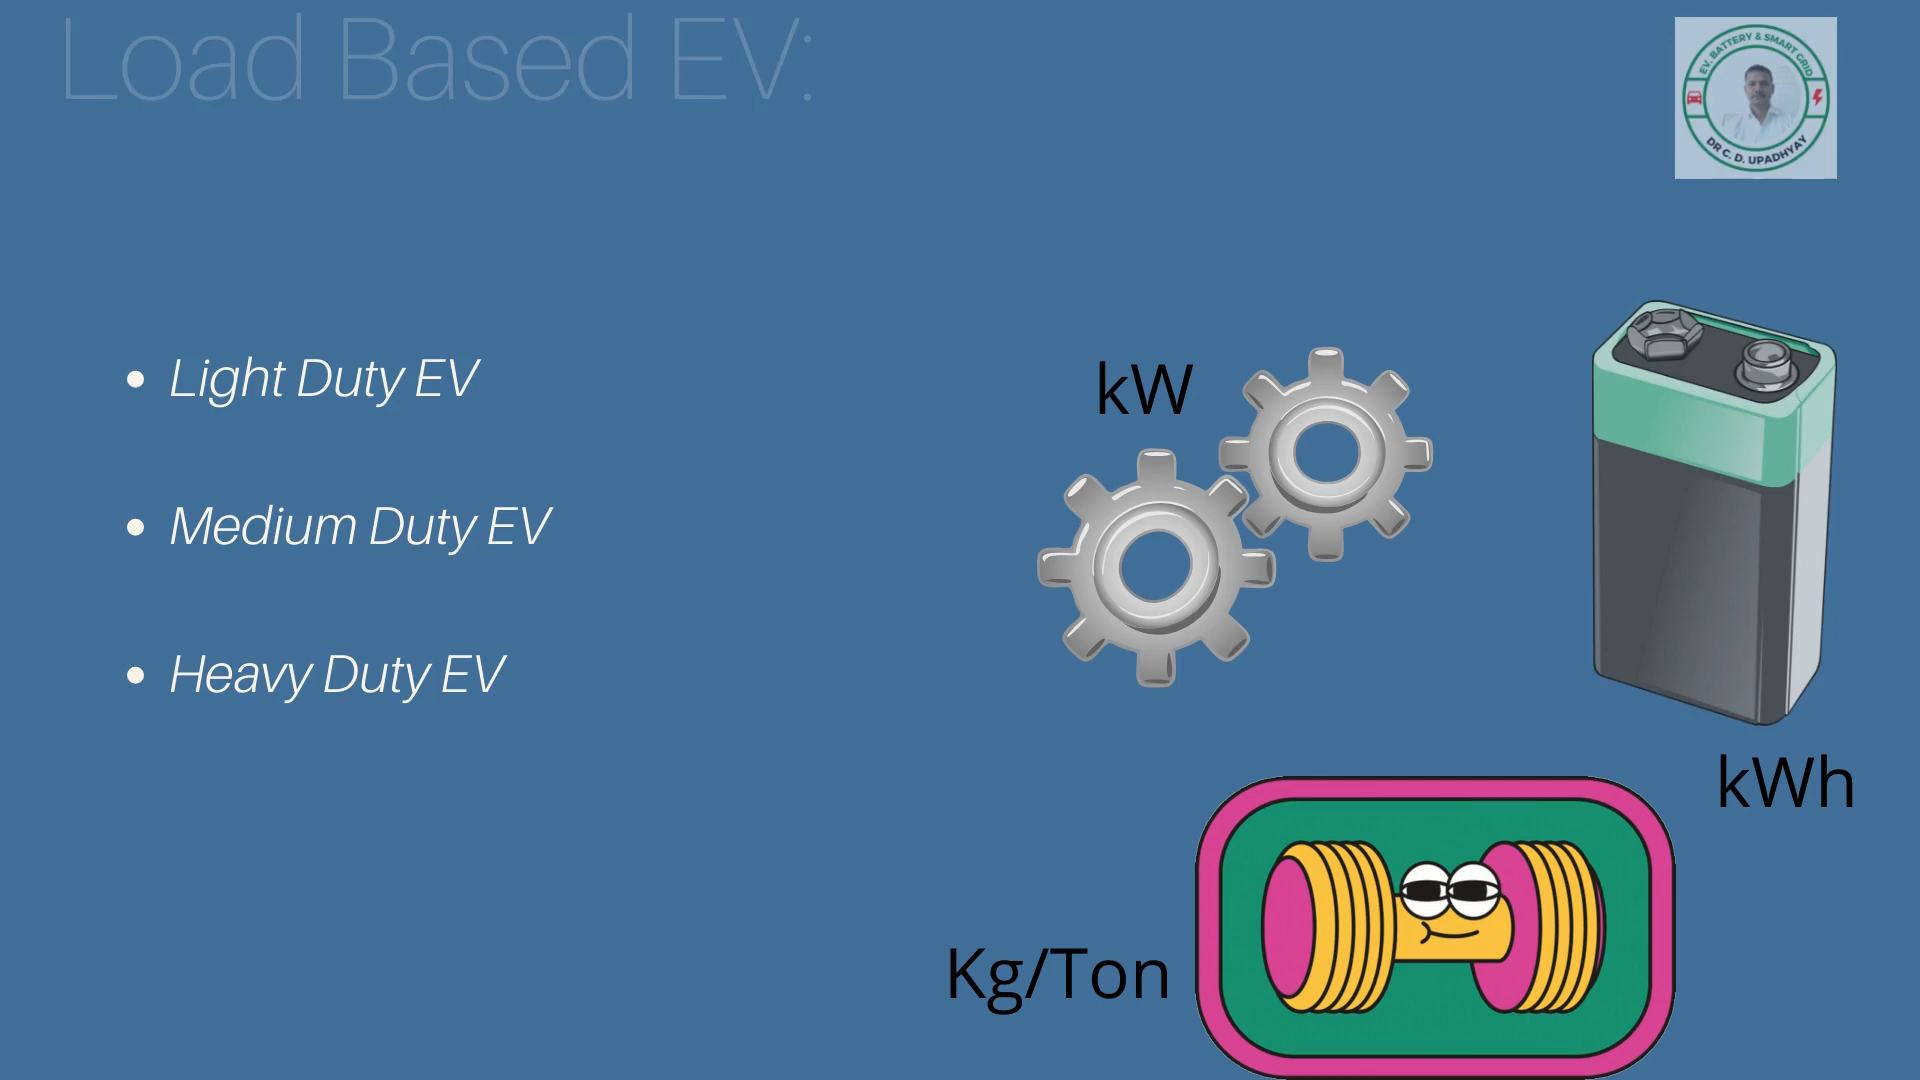 Load Based EV:
EV, BATTERY & SMART GRID
DR C. D. UPADHYAY
Light Duty EV
Medium Duty EV
Heavy Duty EV
kW
kWh
Kg/Ton